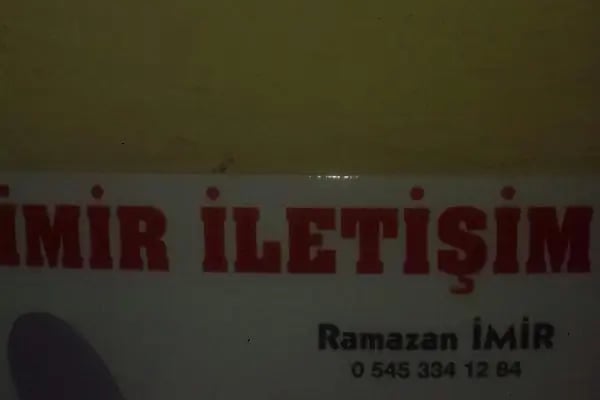 İMİR İLETİŞİM
Ramazan İMİR
0 545 334 12 84